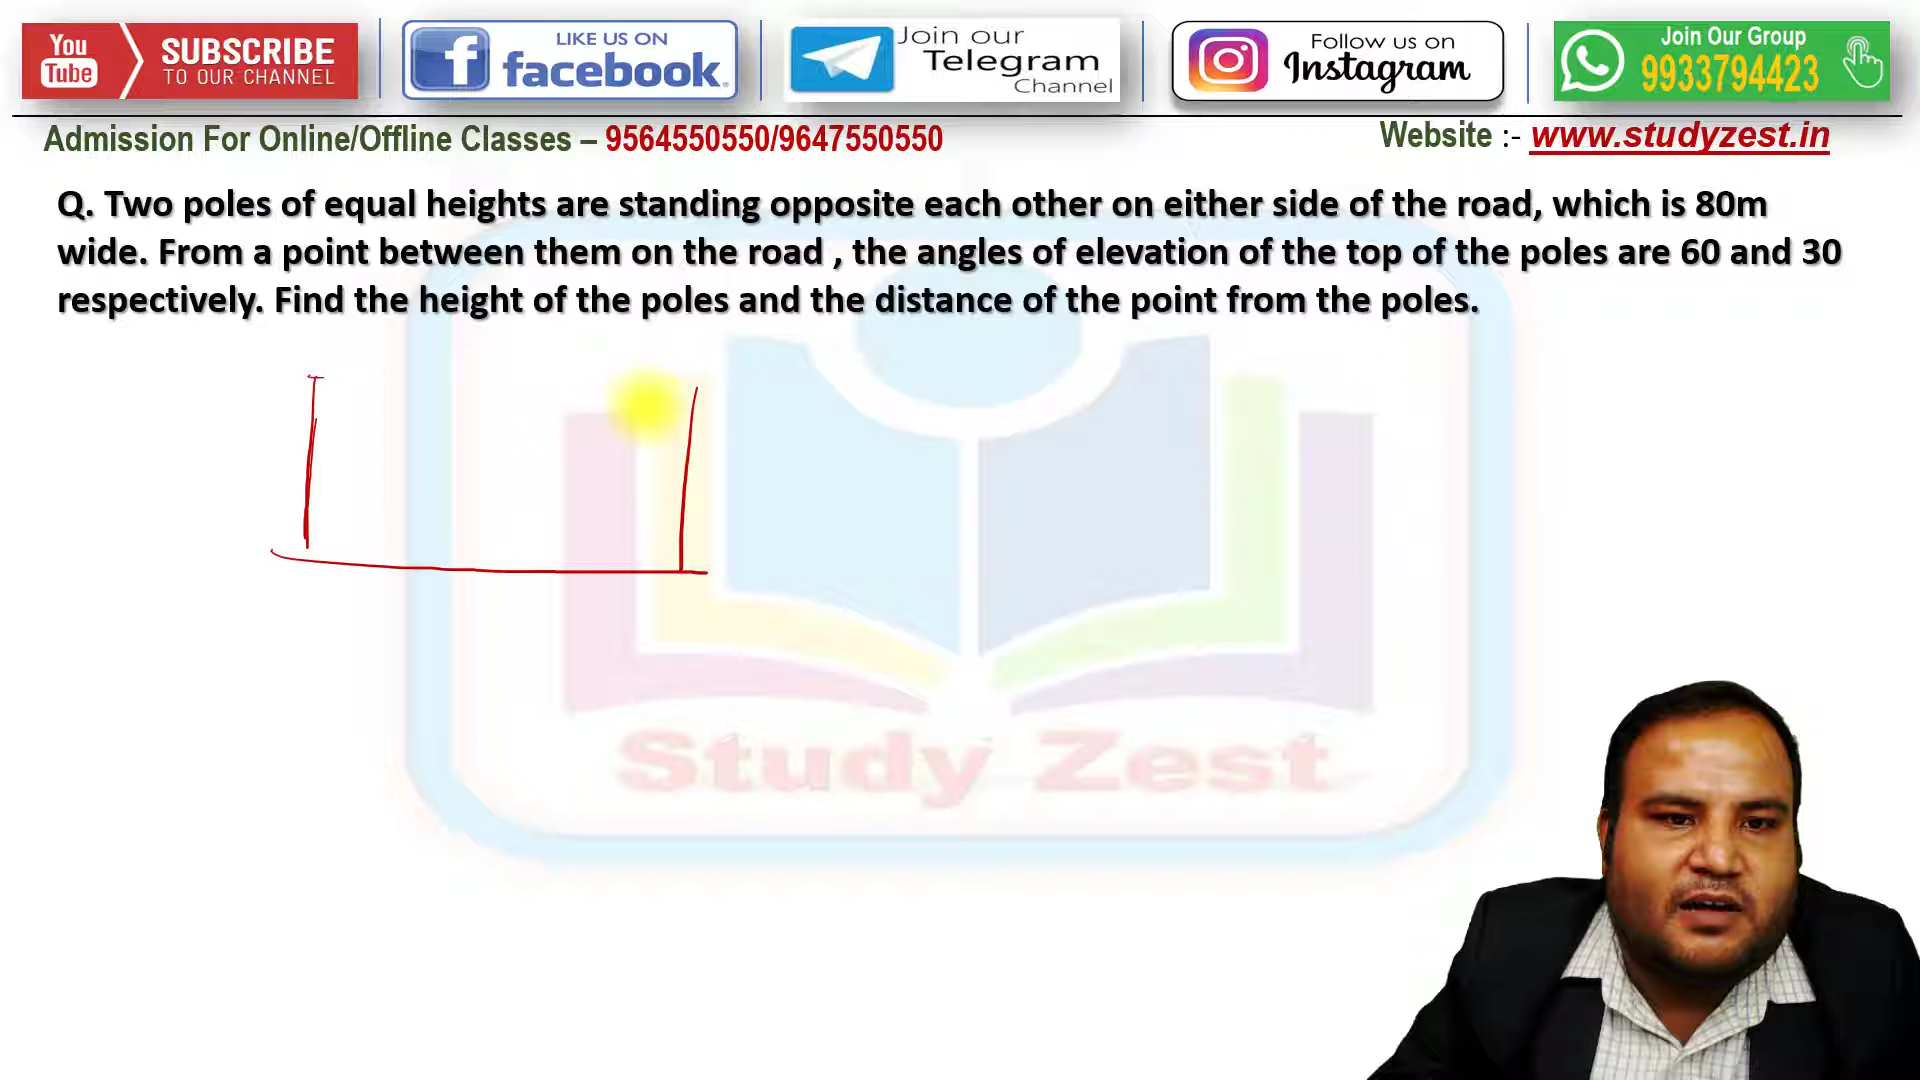 You Tube SUBSCRIBE TO OUR CHANNEL
LIKE US ON facebook.
Join our Telegram Channel
Follow us on Instagram
Join Our Group 9933794423
Admission For Online/Offline Classes – 9564550550/9647550550
Website :- www.studyzest.in
Q. Two poles of equal heights are standing opposite each other on either side of the road, which is 80m
wide. From a point between them on the road , the angles of elevation of the top of the poles are 60 and 30
respectively. Find the height of the poles and the distance of the point from the poles.
Study Zest